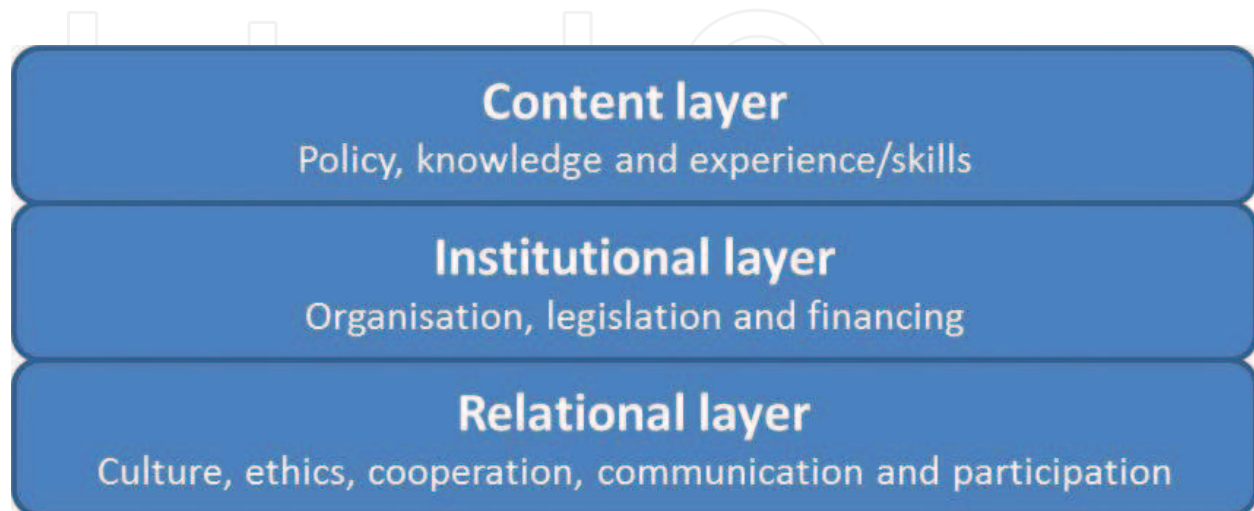 Content layer
Policy, knowledge and experience/skills
Institutional layer
Organisation, legislation and financing
Relational layer
Culture, ethics, cooperation, communication and participation